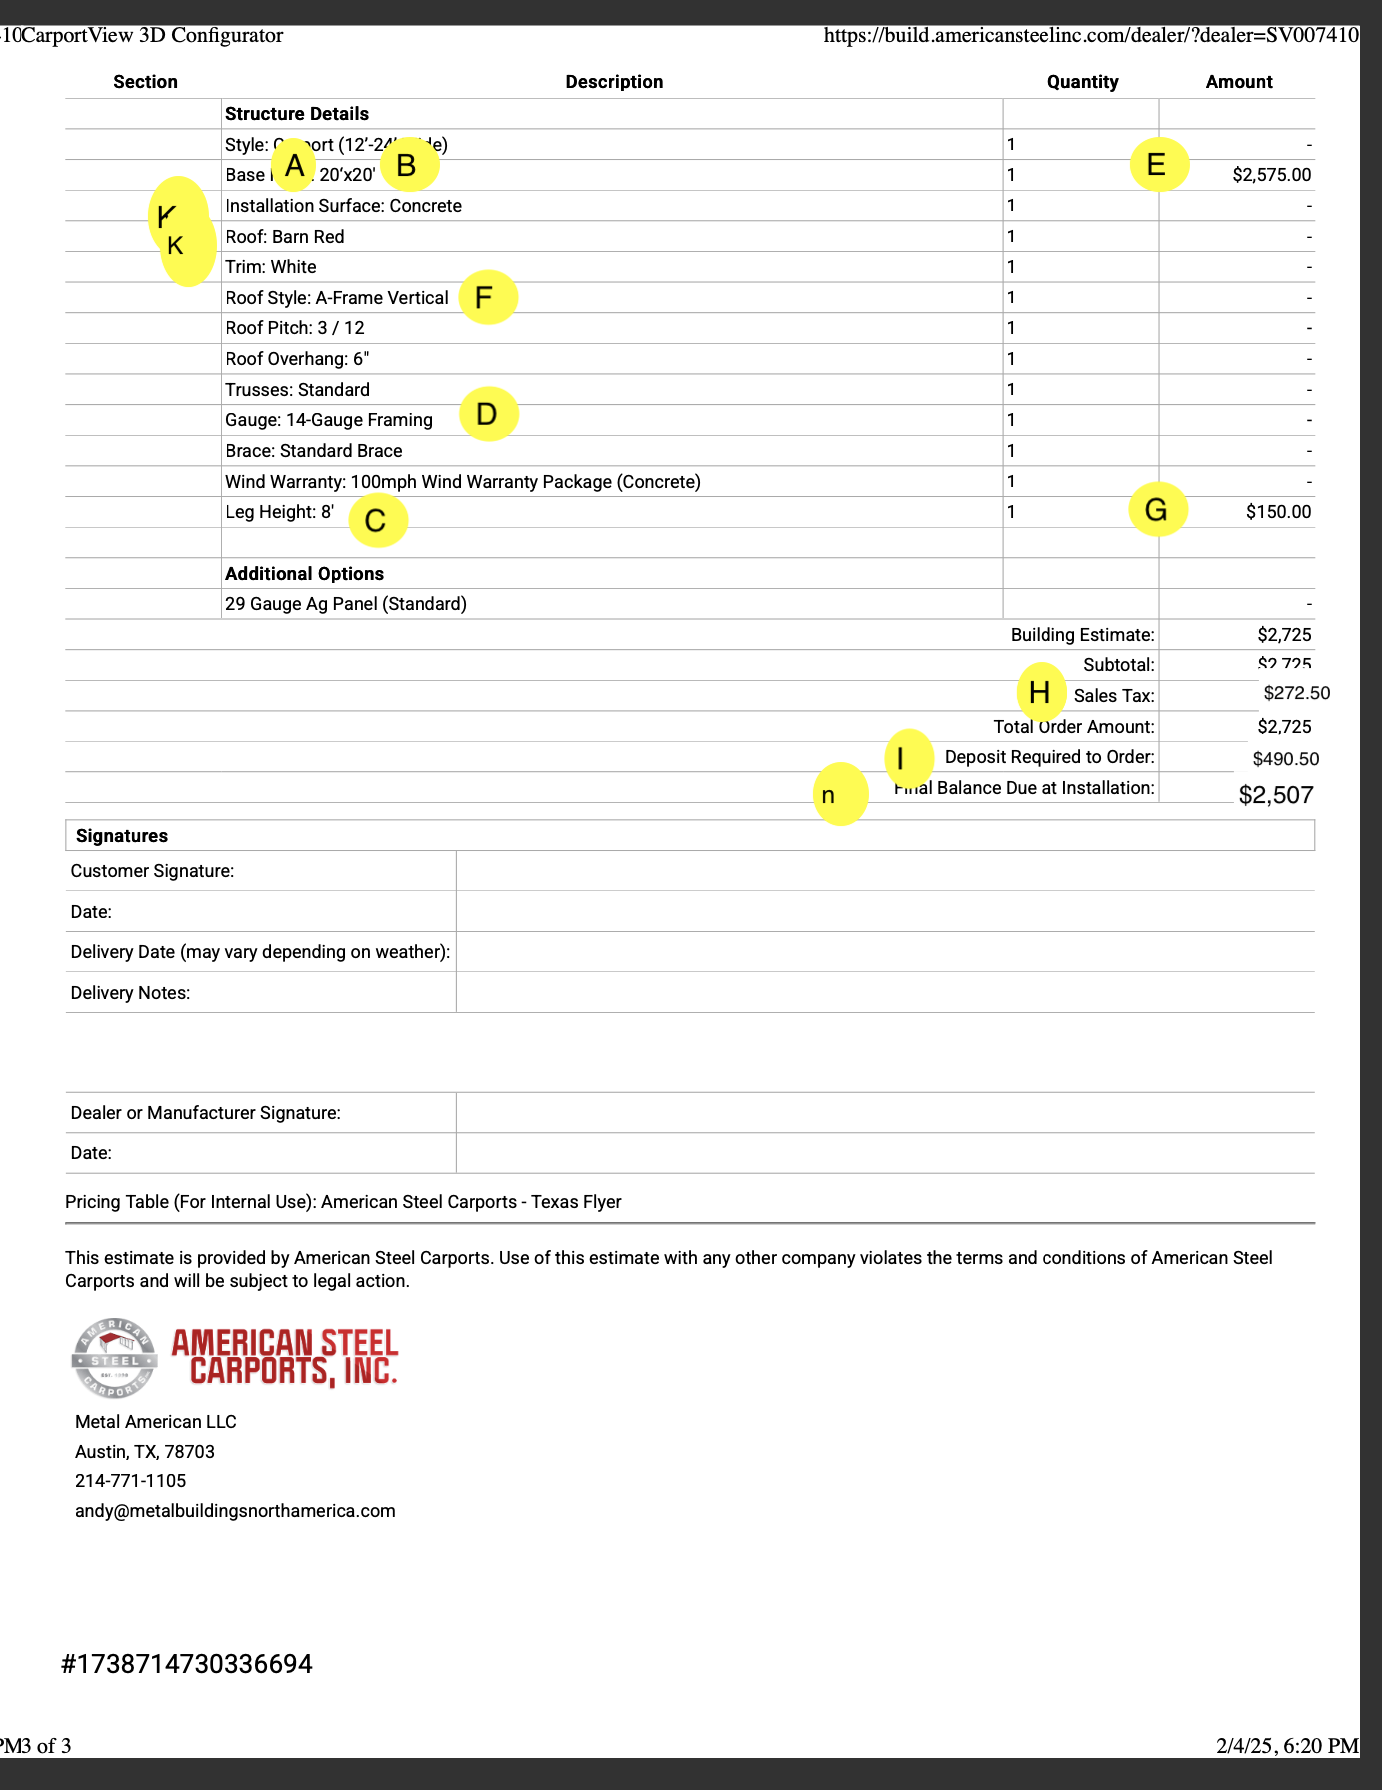 10CarportView 3D Configurator https://build.americansteelinc.com/dealer/?dealer=SV007410
Section Description Quantity Amount
Structure Details
Style: (12'-24' 1 -
A B E
Base 20'x20' 1 $2,575.00
K Installation Surface: Concrete 1 -
K Roof: Barn Red 1 -
Trim: White 1 -
Roof Style: A-Frame Vertical F 1 -
Roof Pitch: 3 / 12 1 -
Roof Overhang: 6" 1 -
Trusses: Standard 1 -
Gauge: 14-Gauge Framing D 1 -
Brace: Standard Brace 1 -
Wind Warranty: 100mph Wind Warranty Package (Concrete) 1 -
Leg Height: 8' C 1 G $150.00
Additional Options
29 Gauge Ag Panel (Standard) -
Building Estimate: $2,725
Subtotal: $2,725
H Sales Tax: $272.50
Total Order Amount: $2,725
I Deposit Required to Order: $490.50
n Final Balance Due at Installation: $2,507
Signatures
Customer Signature:
Date:
Delivery Date (may vary depending on weather):
Delivery Notes:
Dealer or Manufacturer Signature:
Date:
Pricing Table (For Internal Use): American Steel Carports - Texas Flyer
This estimate is provided by American Steel Carports. Use of this estimate with any other company violates the terms and conditions of American Steel
Carports and will be subject to legal action.
AMERICAN STEEL CARPORTS
AMERICAN STEEL
CARPORTS, INC.
Metal American LLC
Austin, TX, 78703
214-771-1105
andy@metalbuildingsnorthamerica.com
#1738714730336694
PM3 of 3 2/4/25, 6:20 PM